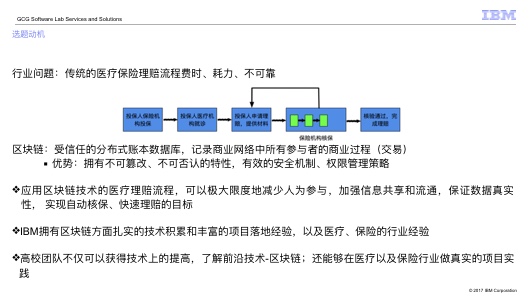 GCG Software Lab Services and Solutions
IBM
选题动机
行业问题：传统的医疗保险理赔流程费时、耗力、不可靠
投保人保险机
构投保
投保人医疗机
构就诊
投保人申请理
赔，提供材料
保险机构核保
核验通过，完
成理赔
区块链：受信任的分布式账本数据库，记录商业网络中所有参与者的商业过程（交易）
▪ 优势：拥有不可篡改、不可否认的特性，有效的安全机制、权限管理策略
❖应用区块链技术的医疗理赔流程，可以极大限度地减少人为参与，加强信息共享和流通，保证数据真实
性，实现自动核保、快速理赔的目标
❖IBM拥有区块链方面扎实的技术积累和丰富的项目落地经验，以及医疗、保险的行业经验
❖高校团队不仅可以获得技术上的提高，了解前沿技术-区块链；还能够在医疗以及保险行业做真实的项目实
践
© 2017 IBM Corporation